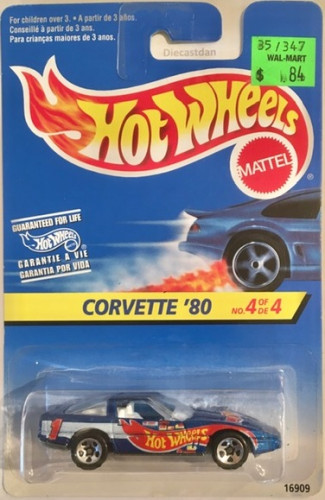 For children over 3. • A partir de 3 años.
Conseillé à partir de 3 ans.
Para crianças maiores de 3 anos.
Diecastdan
35/347
WAL-MART
$ .84
HOT WHEELS
MATTEL
GUARANTEED FOR LIFE
Hot Wheels
GARANTIE A VIE
GARANTIA POR VIDA
CORVETTE '80
NO. 4 OF DE 4
1
HOT WHEELS
16909